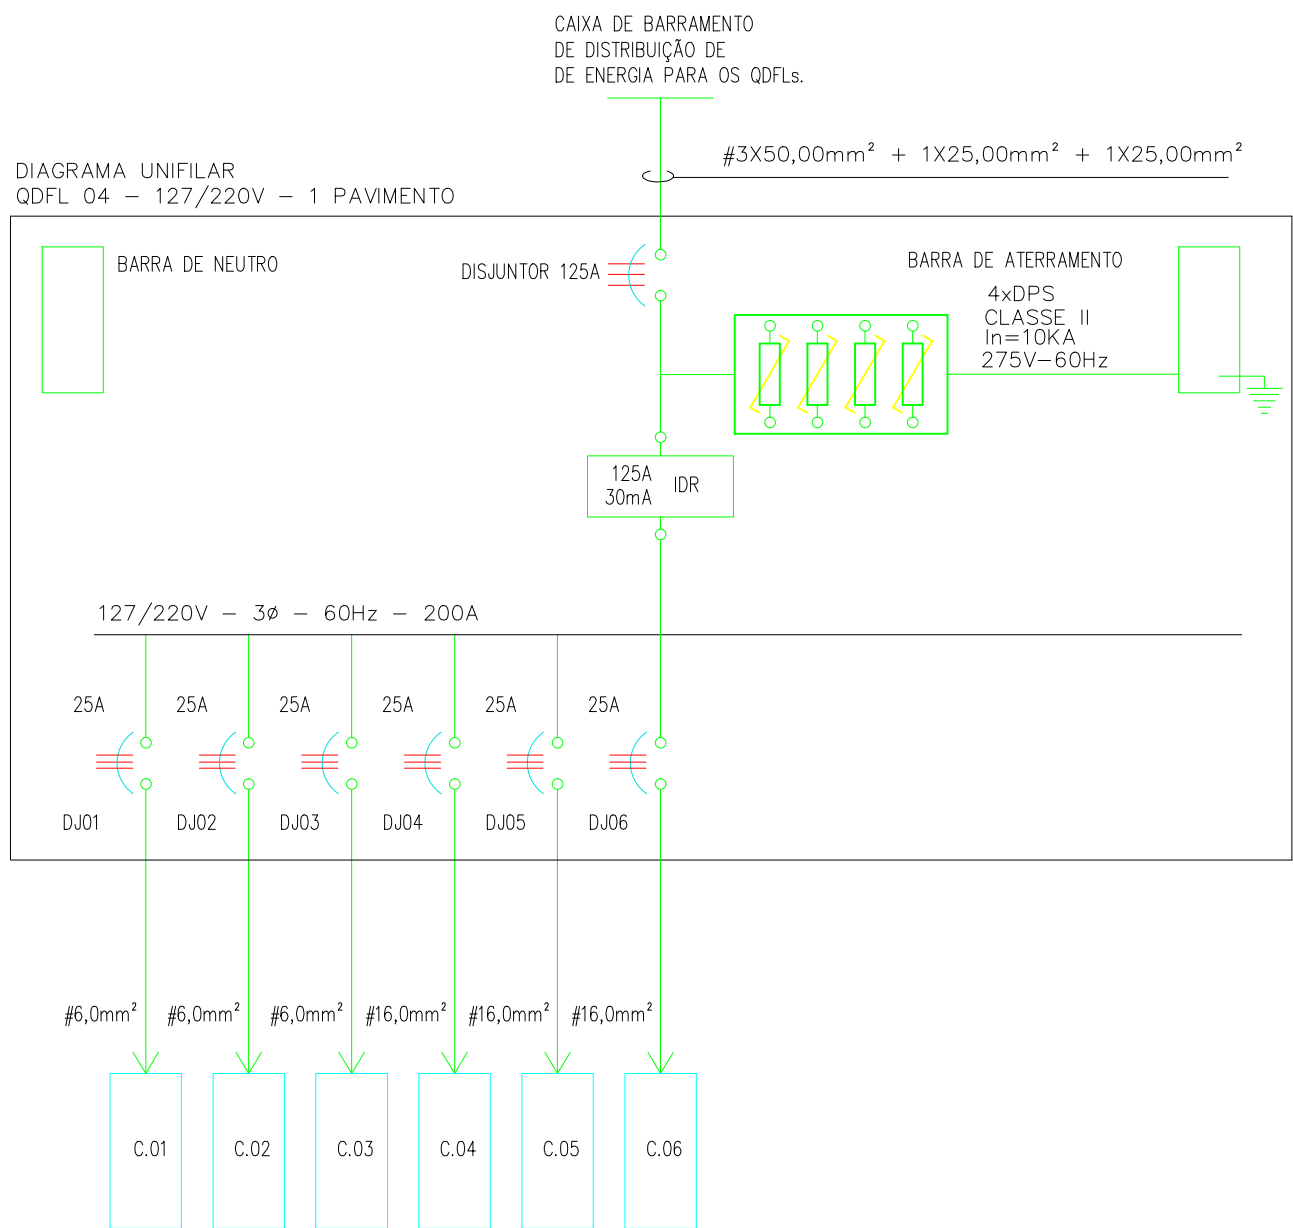 CAIXA DE BARRAMENTO
DE DISTRIBUIÇÃO DE
DE ENERGIA PARA OS QDFLs.
#3X50,00mm² + 1X25,00mm² + 1X25,00mm²
DIAGRAMA UNIFILAR
QDFL 04 – 127/220V – 1 PAVIMENTO
BARRA DE NEUTRO
DISJUNTOR 125A
BARRA DE ATERRAMENTO
4xDPS
CLASSE II
In=10KA
275V–60Hz
125A
30mA
IDR
127/220V – 3ø – 60Hz – 200A
25A
25A
25A
25A
25A
25A
DJ01
DJ02
DJ03
DJ04
DJ05
DJ06
#6,0mm²
#6,0mm²
#6,0mm²
#16,0mm²
#16,0mm²
#16,0mm²
C.01
C.02
C.03
C.04
C.05
C.06